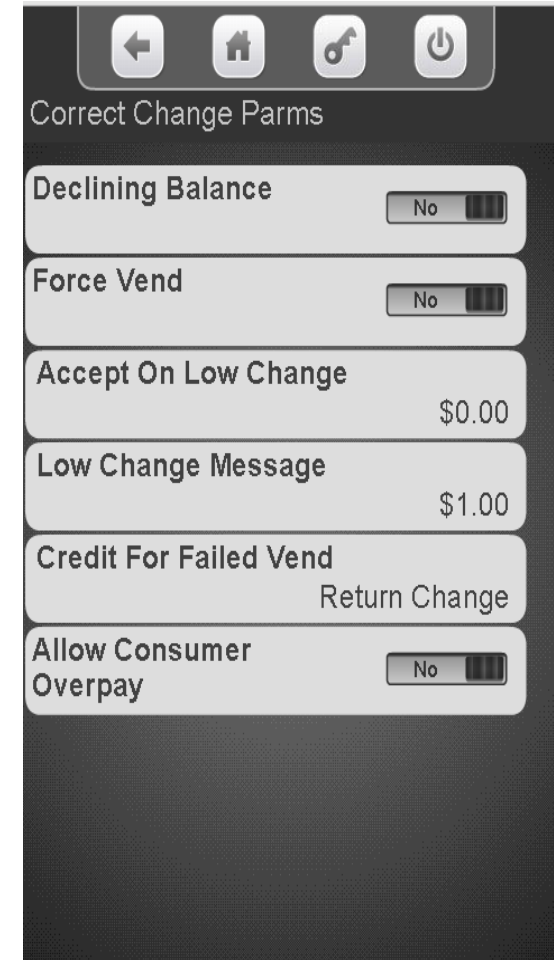 Correct Change Parms
Declining Balance
No
Force Vend
No
Accept On Low Change
$0.00
Low Change Message
$1.00
Credit For Failed Vend
Return Change
Allow Consumer
Overpay
No